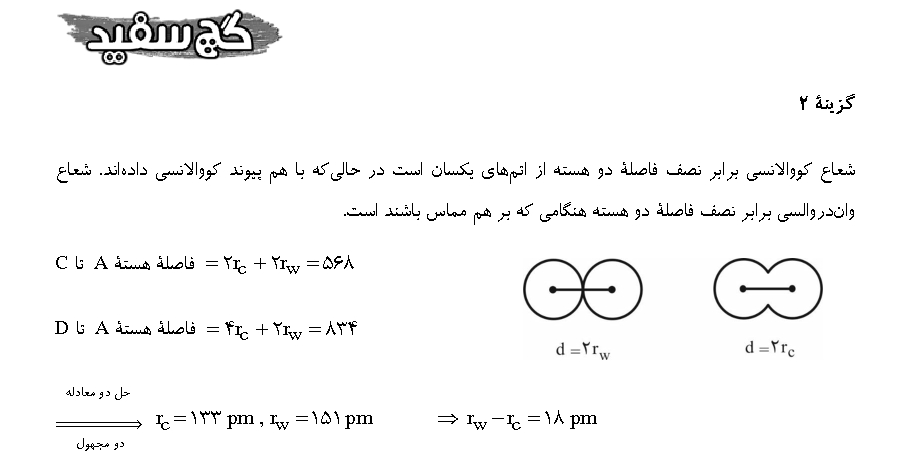 گچ سفید
گزینهٔ ۲
شعاع کووالانسی برابر نصف فاصلهٔ دو هسته از اتم‌های یکسان است در حالی‌که با هم پیوند کووالانسی داده‌اند. شعاع
وان‌دروالسی برابر نصف فاصلهٔ دو هسته هنگامی که بر هم مماس باشند است.
فاصلهٔ هستهٔ A تا C = ۲r_c + ۲r_w = ۵۶۸
فاصلهٔ هستهٔ A تا D = ۴r_c + ۲r_w = ۸۳۴
d = ۲r_w
d = ۲r_c
حل دو معادله
دو مجهول
r_c = ۱۳۳ pm , r_w = ۱۵۱ pm ⇒ r_w − r_c = ۱۸ pm